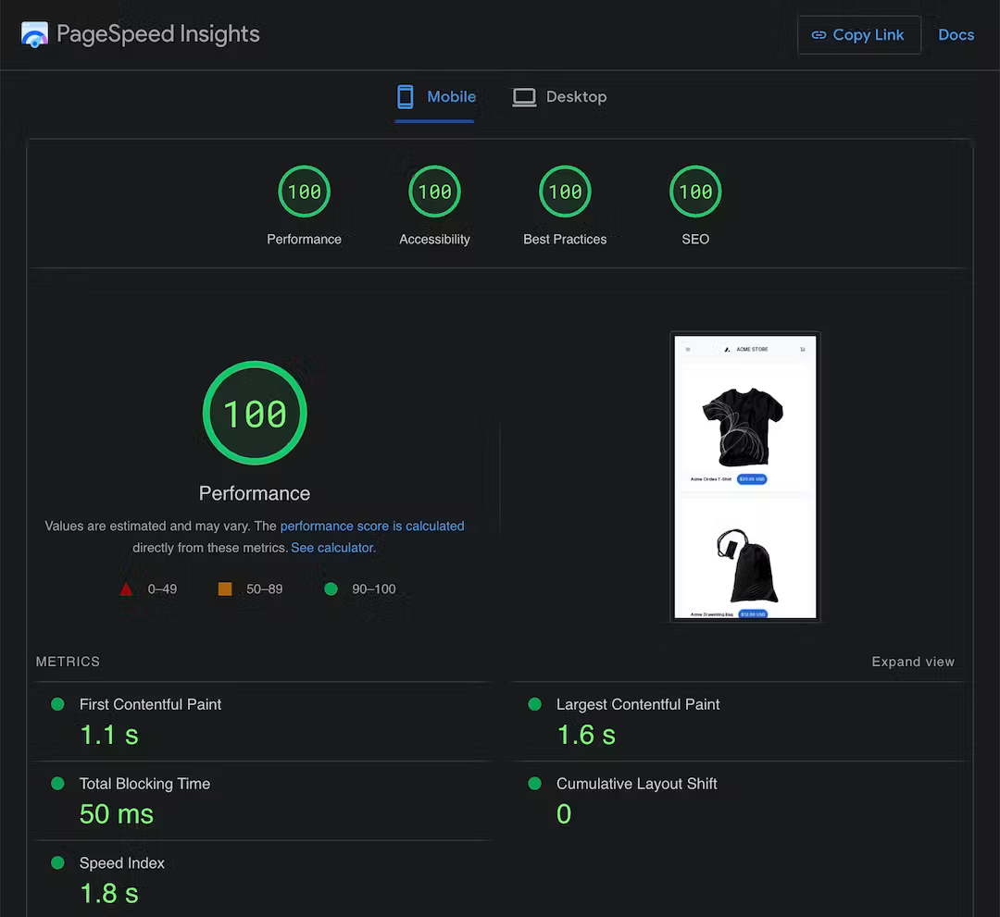 PageSpeed Insights
Copy Link
Docs
Mobile
Desktop
100
100
100
100
Performance
Accessibility
Best Practices
SEO
100
Performance
Values are estimated and may vary. The performance score is calculated
directly from these metrics. See calculator.
0–49
50–89
90–100
ACME STORE
Acme Circles T-Shirt
$20.00 USD
Acme Drawstring Bag
$12.00 USD
METRICS
Expand view
First Contentful Paint
1.1 s
Largest Contentful Paint
1.6 s
Total Blocking Time
50 ms
Cumulative Layout Shift
0
Speed Index
1.8 s